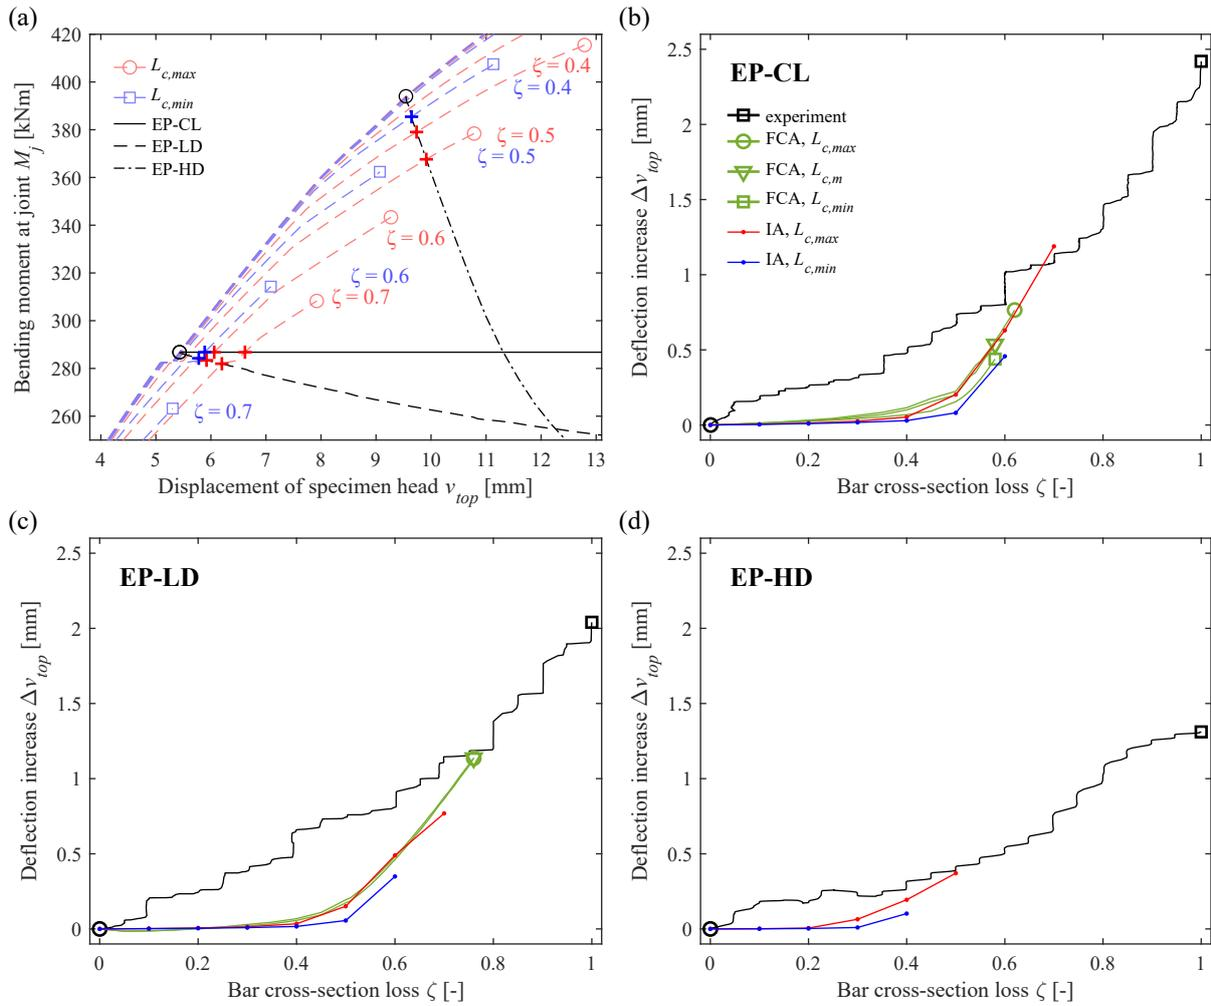 (a)
420
400
380
360
340
320
300
280
260
Bending moment at joint M_j [kNm]
L_c,max
L_c,min
EP-CL
EP-LD
EP-HD
ζ = 0.4
ζ = 0.4
ζ = 0.5
ζ = 0.5
ζ = 0.6
ζ = 0.6
ζ = 0.7
ζ = 0.7
4 5 6 7 8 9 10 11 12 13
Displacement of specimen head v_top [mm]
(b)
2.5
2
1.5
1
0.5
0
Deflection increase Δv_top [mm]
EP-CL
experiment
FCA, L_c,max
FCA, L_c,m
FCA, L_c,min
IA, L_c,max
IA, L_c,min
0 0.2 0.4 0.6 0.8 1
Bar cross-section loss ζ [-]
(c)
2.5
2
1.5
1
0.5
0
Deflection increase Δv_top [mm]
EP-LD
0 0.2 0.4 0.6 0.8 1
Bar cross-section loss ζ [-]
(d)
2.5
2
1.5
1
0.5
0
Deflection increase Δv_top [mm]
EP-HD
0 0.2 0.4 0.6 0.8 1
Bar cross-section loss ζ [-]